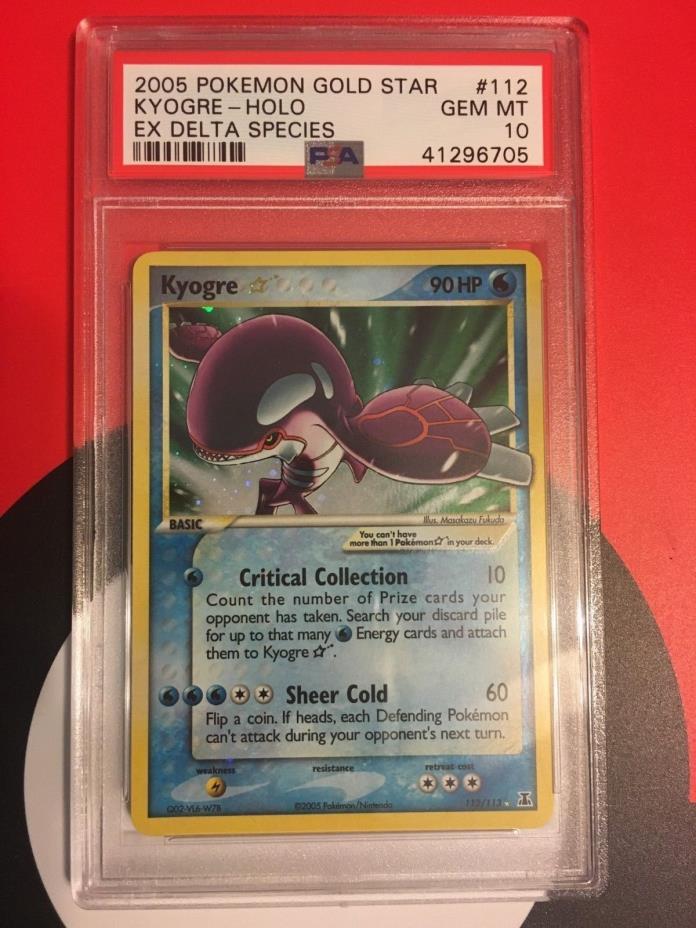 2005 POKEMON GOLD STAR #112
KYOGRE-HOLO GEM MT
EX DELTA SPECIES 10
PSA 41296705
Kyogre ☆ 90 HP
BASIC Illus. Masakazu Fukuda
You can't have
more than 1 Pokémon☆ in your deck.
Critical Collection 10
Count the number of Prize cards your
opponent has taken. Search your discard pile
for up to that many Energy cards and attach
them to Kyogre ☆.
Sheer Cold 60
Flip a coin. If heads, each Defending Pokémon
can't attack during your opponent's next turn.
weakness resistance retreat cost
©2005 Pokémon/Nintendo 112/113 ★